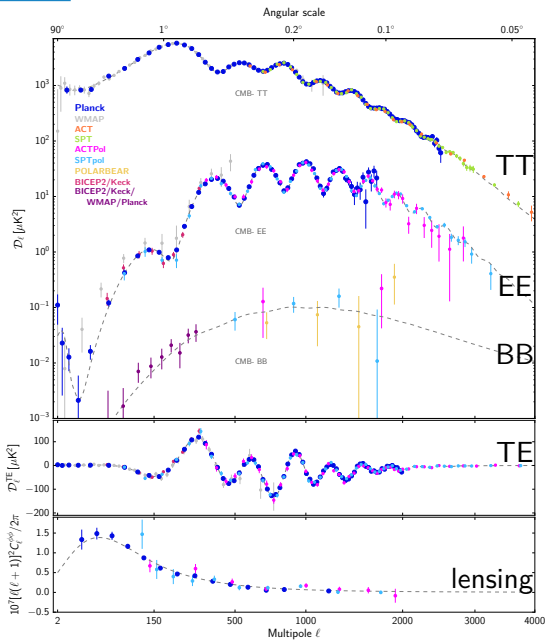 Angular scale
90° 1° 0.2° 0.1° 0.05°
10³
10²
10¹
10⁰
10⁻¹
10⁻²
10⁻³
𝒟ℓ [μK²]
CMB- TT
Planck
WMAP
ACT
SPT
ACTPol
SPTpol
POLARBEAR
BICEP2/Keck
BICEP2/Keck/
WMAP/Planck
TT
CMB- EE
EE
CMB- BB
BB
100
0
−100
−200
𝒟ℓᵀᴱ [μK²]
TE
1.5
1.0
0.5
0.0
−0.5
10⁷[ℓ(ℓ + 1)]²Cℓ^ϕϕ/2π
lensing
2 150 500 1000 2000 3000 4000
Multipole ℓ